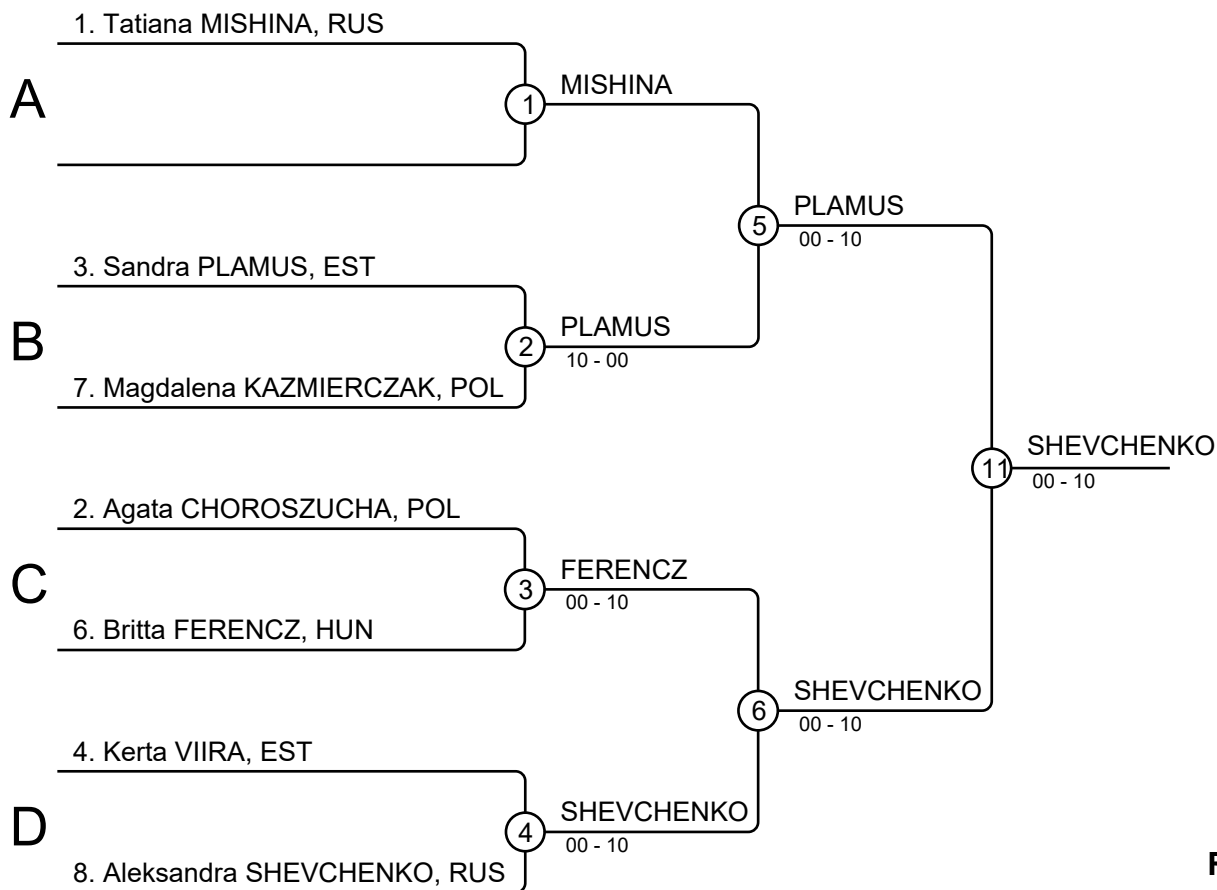 1. Tatiana MISHINA, RUS
A
1
MISHINA
5
PLAMUS
00 - 10
3. Sandra PLAMUS, EST
B
2
PLAMUS
10 - 00
7. Magdalena KAZMIERCZAK, POL
11
SHEVCHENKO
00 - 10
2. Agata CHOROSZUCHA, POL
C
3
FERENCZ
00 - 10
6. Britta FERENCZ, HUN
6
SHEVCHENKO
00 - 10
4. Kerta VIIRA, EST
D
4
SHEVCHENKO
00 - 10
8. Aleksandra SHEVCHENKO, RUS